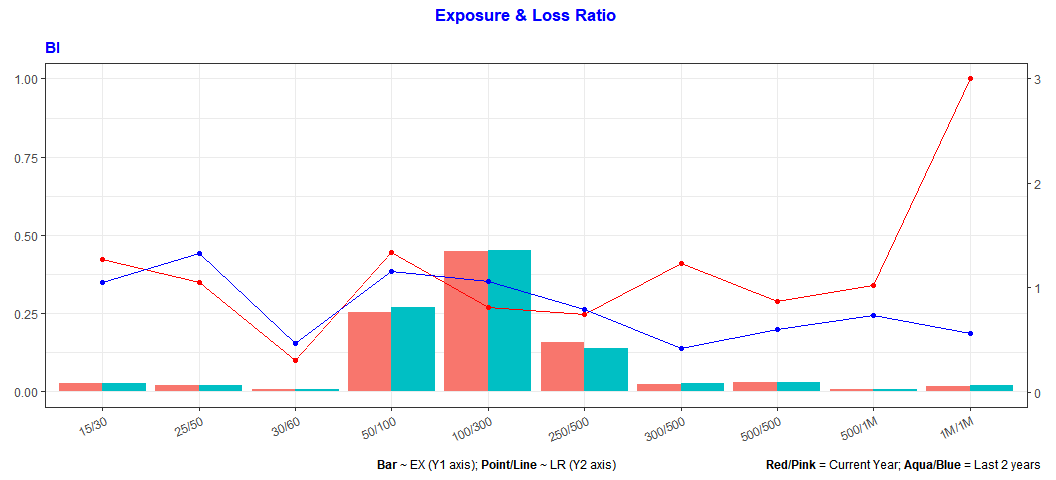 Exposure & Loss Ratio
BI
1.00
0.75
0.50
0.25
0.00
3
2
1
0
15/30
25/50
30/60
50/100
100/300
250/500
300/500
500/500
500/1M
1M/1M
Bar ~ EX (Y1 axis); Point/Line ~ LR (Y2 axis)
Red/Pink = Current Year; Aqua/Blue = Last 2 years